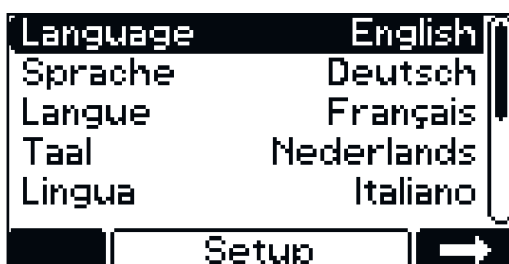 Language English
Sprache Deutsch
Langue Français
Taal Nederlands
Lingua Italiano
Setup